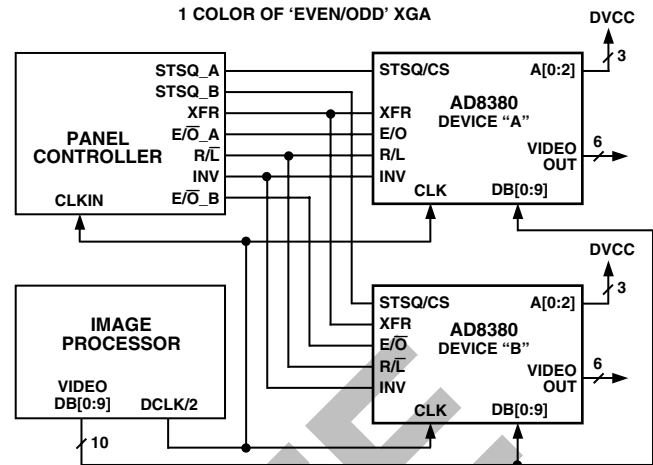 1 COLOR OF ‘EVEN/ODD’ XGA
PANEL
CONTROLLER
CLKIN
STSQ_A
STSQ_B
XFR
E/O̅_A
R/L̅
INV
E/O̅_B
STSQ/CS
XFR
E/O
R/L
INV
CLK
AD8380
DEVICE “A”
A[0:2]
VIDEO
OUT
DB[0:9]
DVCC
3
6
IMAGE
PROCESSOR
VIDEO
DB[0:9]
DCLK/2
10
STSQ/CS
XFR
E/O̅
R/L̅
INV
CLK
AD8380
DEVICE “B”
A[0:2]
VIDEO
OUT
DB[0:9]
DVCC
3
6